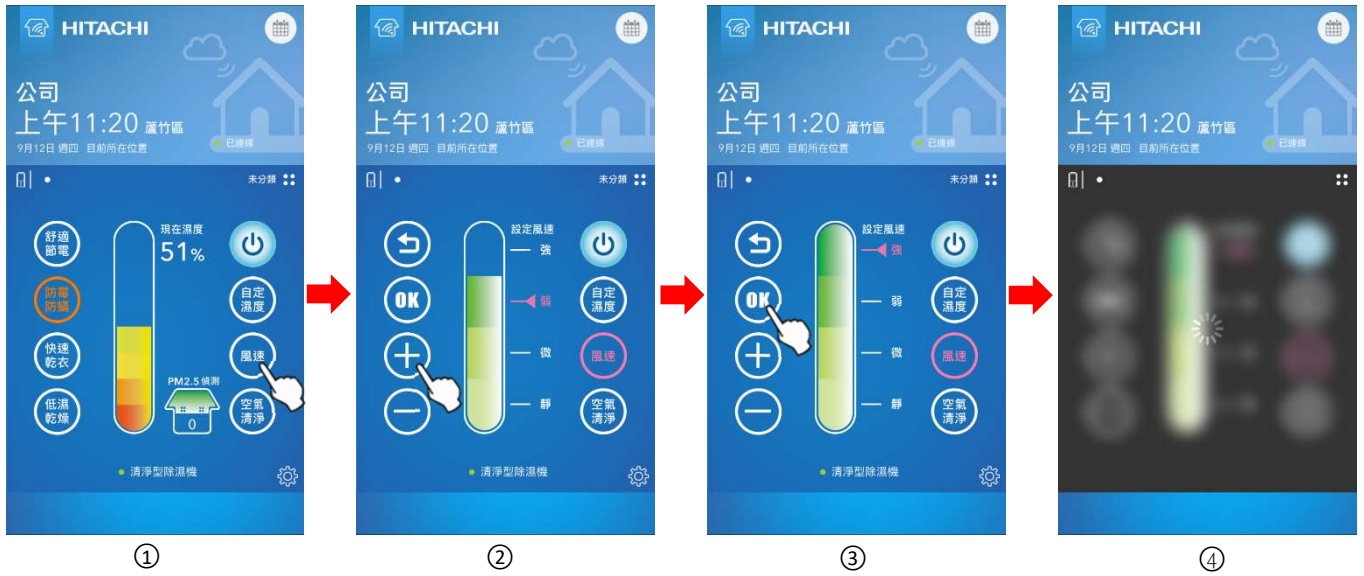 HITACHI
公司
上午11:20 蘆竹區
9月12日 週四 目前所在位置
已連線
未分類
舒適
節電
現在濕度
51%
防霉
防蟎
自定
濕度
快速
乾衣
風速
PM2.5 偵測
0
低濕
乾燥
空氣
清淨
清淨型除濕機
①
HITACHI
公司
上午11:20 蘆竹區
9月12日 週四 目前所在位置
已連線
未分類
設定風速
強
OK
弱
自定
濕度
微
風速
靜
空氣
清淨
清淨型除濕機
②
HITACHI
公司
上午11:20 蘆竹區
9月12日 週四 目前所在位置
已連線
未分類
設定風速
強
OK
弱
自定
濕度
微
風速
靜
空氣
清淨
清淨型除濕機
③
HITACHI
公司
上午11:20 蘆竹區
9月12日 週四 目前所在位置
已連線
④